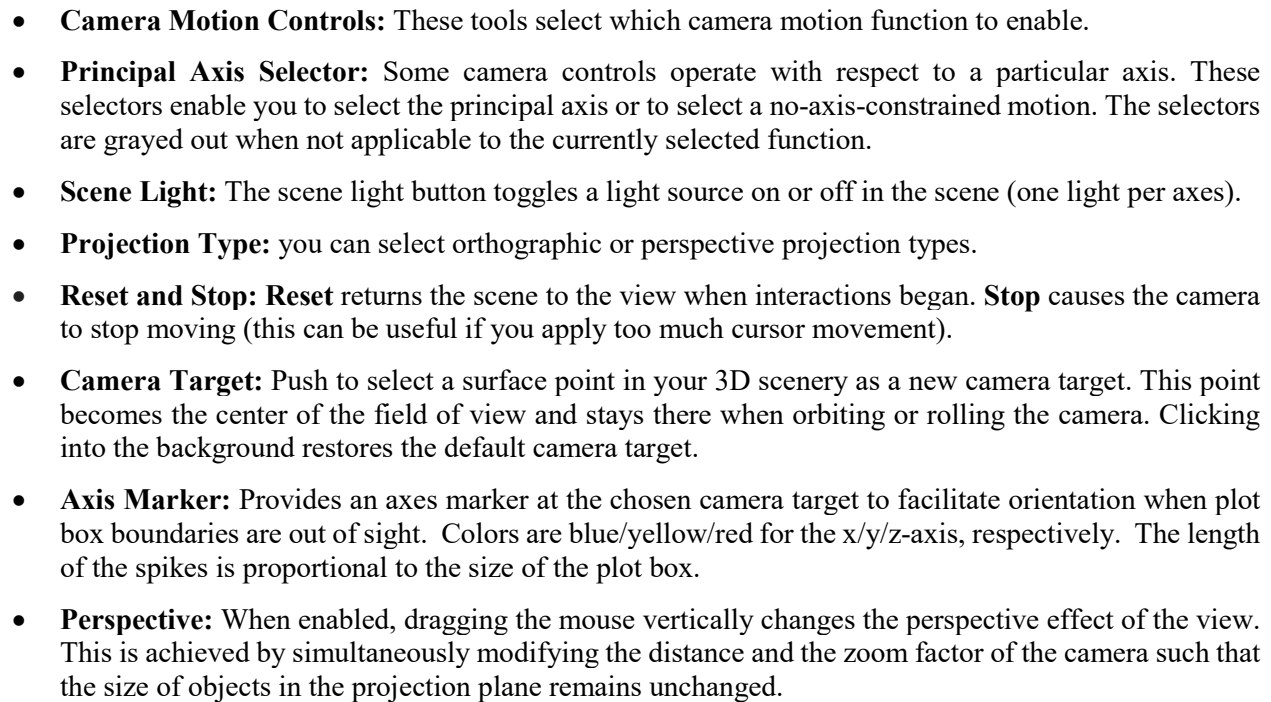 • Camera Motion Controls: These tools select which camera motion function to enable.
• Principal Axis Selector: Some camera controls operate with respect to a particular axis. These
selectors enable you to select the principal axis or to select a no-axis-constrained motion. The selectors
are grayed out when not applicable to the currently selected function.
• Scene Light: The scene light button toggles a light source on or off in the scene (one light per axes).
• Projection Type: you can select orthographic or perspective projection types.
• Reset and Stop: Reset returns the scene to the view when interactions began. Stop causes the camera
to stop moving (this can be useful if you apply too much cursor movement).
• Camera Target: Push to select a surface point in your 3D scenery as a new camera target. This point
becomes the center of the field of view and stays there when orbiting or rolling the camera. Clicking
into the background restores the default camera target.
• Axis Marker: Provides an axes marker at the chosen camera target to facilitate orientation when plot
box boundaries are out of sight. Colors are blue/yellow/red for the x/y/z-axis, respectively. The length
of the spikes is proportional to the size of the plot box.
• Perspective: When enabled, dragging the mouse vertically changes the perspective effect of the view.
This is achieved by simultaneously modifying the distance and the zoom factor of the camera such that
the size of objects in the projection plane remains unchanged.